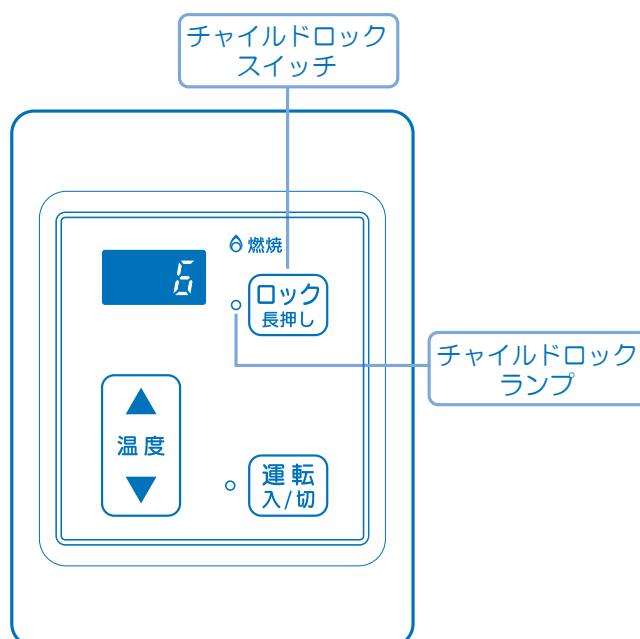 チャイルドロック
スイッチ
燃焼
6
ロック
長押し
チャイルドロック
ランプ
温度
運転
入/切